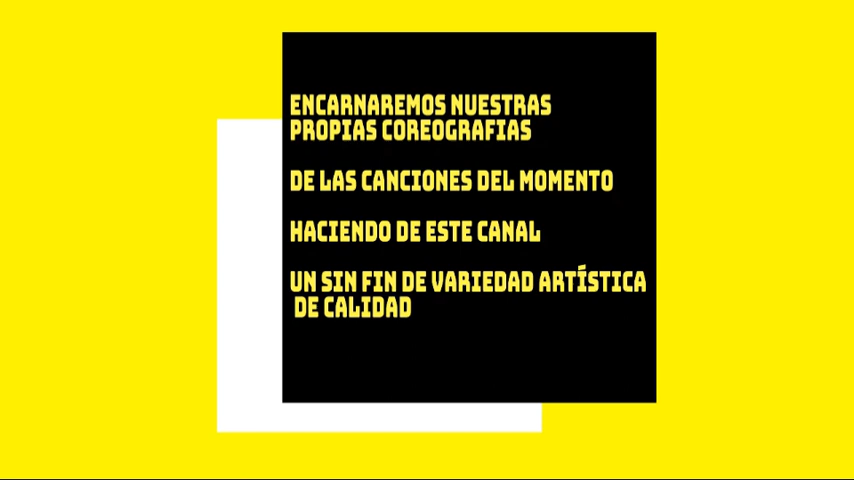 ENCARNAREMOS NUESTRAS
PROPIAS COREOGRAFIAS
DE LAS CANCIONES DEL MOMENTO
HACIENDO DE ESTE CANAL
UN SIN FIN DE VARIEDAD ARTÍSTICA
DE CALIDAD